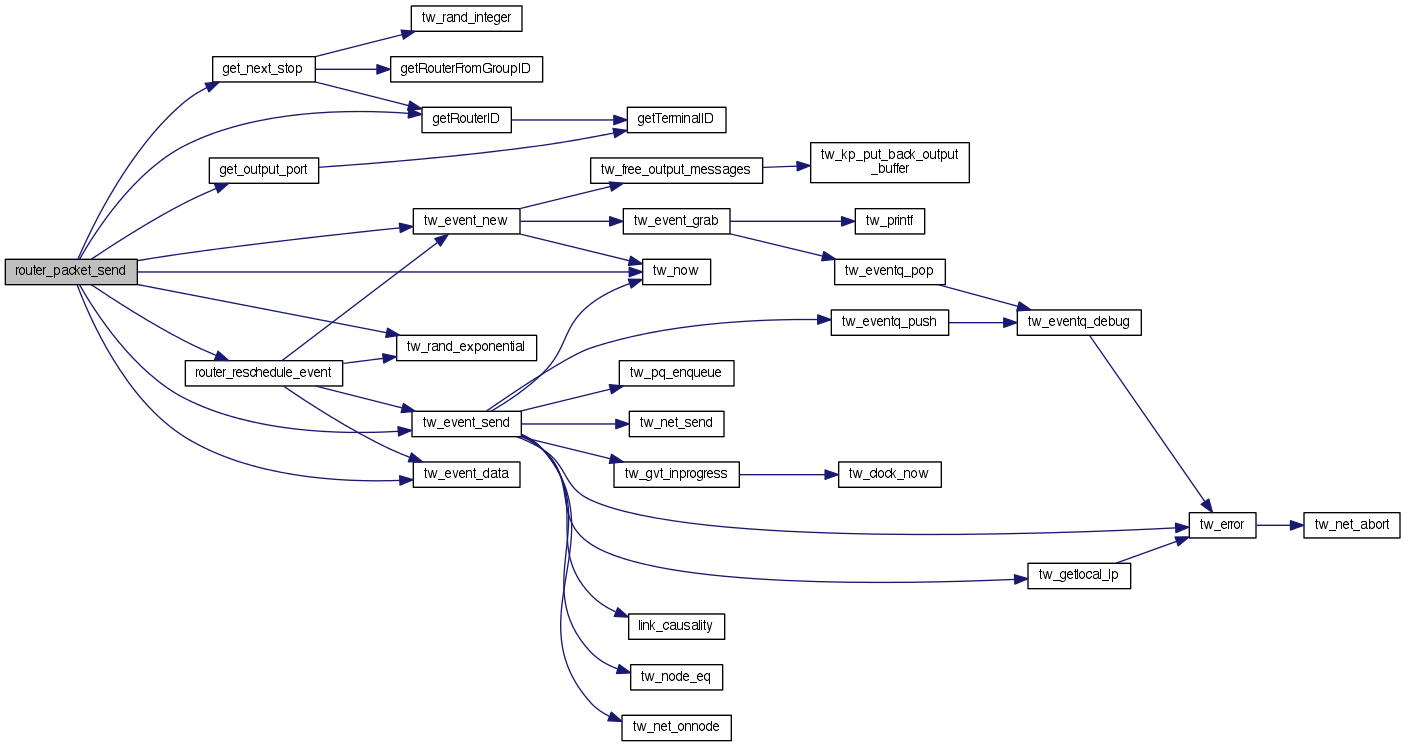 tw_rand_integer
get_next_stop
getRouterFromGroupID
getRouterID
getTerminalID
get_output_port
tw_kp_put_back_output
_buffer
tw_free_output_messages
tw_event_new
tw_event_grab
tw_printf
router_packet_send
tw_now
tw_eventq_pop
tw_eventq_push
tw_eventq_debug
tw_rand_exponential
router_reschedule_event
tw_pq_enqueue
tw_event_send
tw_net_send
tw_event_data
tw_gvt_inprogress
tw_clock_now
tw_error
tw_net_abort
tw_getlocal_lp
link_causality
tw_node_eq
tw_net_onnode